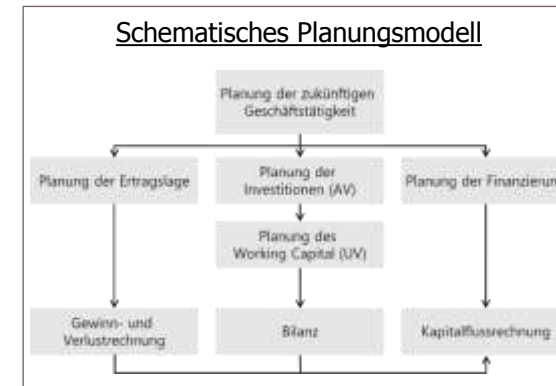 Schematisches Planungsmodell
Planung der zukünftigen
Geschäftstätigkeit
Planung der Ertragslage
Planung der
Investitionen (AV)
Planung der Finanzierun
Planung des
Working Capital (UV)
Gewinn- und
Verlustrechnung
Bilanz
Kapitalflussrechnung